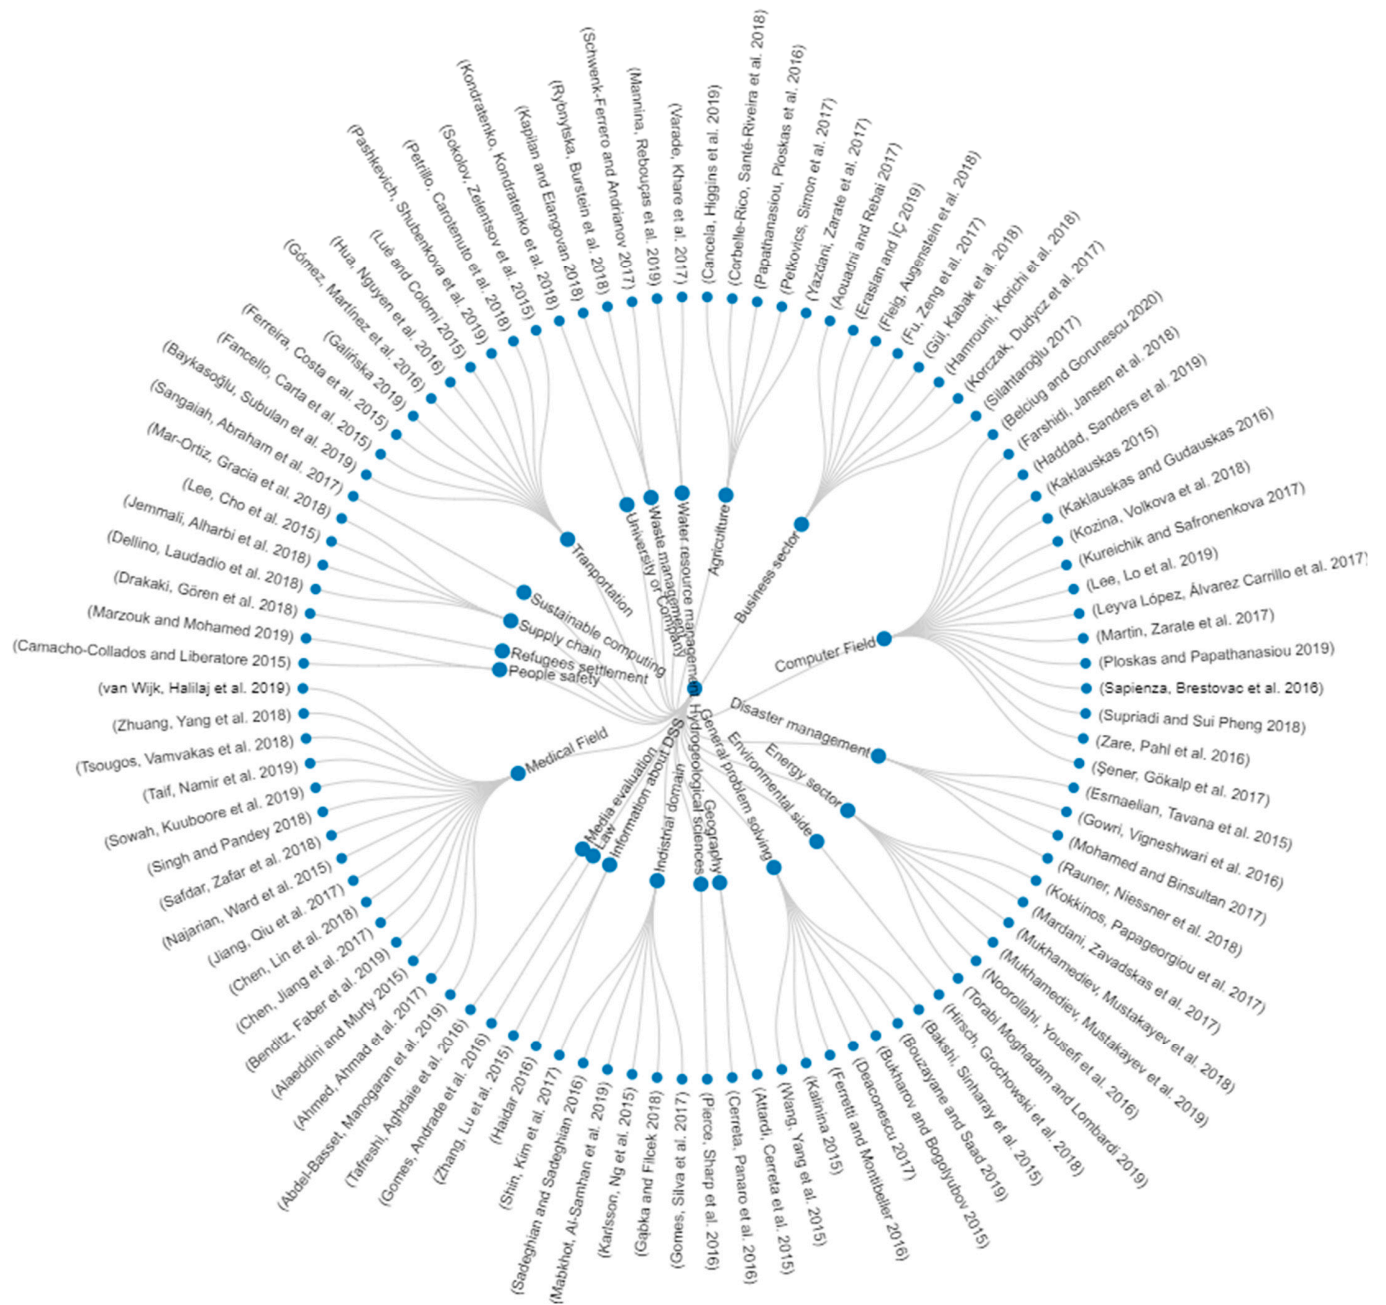 (Cancela, Higgins et al. 2019)
(Corbelle-Rico, Santé-Riveira et al. 2018)
(Papathanasiou, Ploskas et al. 2016)
(Petkovics, Simon et al. 2017)
(Yazdani, Zarate et al. 2017)
(Aouadni and Rebai 2017)
(Eraslan and İÇ 2019)
(Fleig, Augenstein et al. 2018)
(Fu, Zeng et al. 2017)
(Gül, Kabak et al. 2018)
(Hamrouni, Korichi et al. 2018)
(Korczak, Dudycz et al. 2017)
(Silahtaroğlu 2017)
(Belciug and Gorunescu 2020)
(Farshidi, Jansen et al. 2018)
(Haddad, Sanders et al. 2019)
(Kaklauskas 2015)
(Kaklauskas and Gudauskas 2016)
(Kozina, Volkova et al. 2018)
(Kureichik and Safronenkova 2017)
(Lee, Lo et al. 2019)
(Leyva López, Álvarez Carrillo et al. 2017)
(Martin, Zarate et al. 2017)
(Ploskas and Papathanasiou 2019)
(Sapienza, Brestovac et al. 2016)
(Supriadi and Sui Pheng 2018)
(Zare, Pahl et al. 2016)
(Şener, Gökalp et al. 2017)
(Esmaelian, Tavana et al. 2015)
(Gowri, Vigneshwari et al. 2016)
(Mohamed and Binsultan 2017)
(Rauner, Niessner et al. 2018)
(Kokkinos, Papageorgiou et al. 2017)
(Mardani, Zavadskas et al. 2017)
(Mukhamediev, Mustakayev et al. 2018)
(Mukhamediev, Mustakayev et al. 2019)
(Noorollahi, Yousefi et al. 2016)
(Torabi Moghadam and Lombardi 2019)
(Hirsch, Grochowski et al. 2018)
(Bakshi, Sinharay et al. 2015)
(Bouzayane and Saad 2019)
(Bukharov and Bogolyubov 2015)
(Deaconescu 2017)
(Ferretti and Montibeller 2016)
(Kalinina 2015)
(Wang, Yang et al. 2015)
(Attardi, Cerreta et al. 2015)
(Cerreta, Panaro et al. 2016)
(Pierce, Sharp et al. 2016)
(Gomes, Silva et al. 2017)
(Gąbka and Filcek 2018)
(Karlsson, Ng et al. 2015)
(Mabkhot, Al-Samhan et al. 2019)
(Sadeghian and Sadeghian 2016)
(Shin, Kim et al. 2017)
(Haidar 2016)
(Zhang, Lu et al. 2015)
(Gomes, Andrade et al. 2016)
(Tafreshi, Aghdaie et al. 2016)
(Abdel-Basset, Manogaran et al. 2019)
(Ahmed, Ahmad et al. 2017)
(Alaeddini and Murty 2015)
(Benditz, Faber et al. 2019)
(Chen, Jiang et al. 2017)
(Chen, Lin et al. 2018)
(Jiang, Qiu et al. 2017)
(Najarian, Ward et al. 2015)
(Safdar, Zafar et al. 2018)
(Singh and Pandey 2018)
(Sowah, Kuuboore et al. 2019)
(Taif, Namir et al. 2019)
(Tsougos, Vamvakas et al. 2018)
(Zhuang, Yang et al. 2018)
(van Wijk, Halilaj et al. 2019)
(Camacho-Collados and Liberatore 2015)
(Marzouk and Mohamed 2019)
(Drakaki, Gören et al. 2018)
(Dellino, Laudadio et al. 2018)
(Jemmali, Alharbi et al. 2018)
(Lee, Cho et al. 2015)
(Mar-Ortiz, Gracia et al. 2018)
(Sangaiah, Abraham et al. 2017)
(Baykasoğlu, Subulan et al. 2019)
(Fancello, Carta et al. 2015)
(Ferreira, Costa et al. 2015)
(Galińska 2019)
(Gómez, Martínez et al. 2016)
(Hua, Nguyen et al. 2016)
(Luè and Colorni 2015)
(Pashkevich, Shubenkova et al. 2019)
(Petrillo, Carotenuto et al. 2018)
(Sokolov, Zelentsov et al. 2015)
(Kondratenko, Kondratenko et al. 2018)
(Kapilan and Elangovan 2018)
(Rybnytska, Burstein et al. 2018)
(Schwenk-Ferrero and Andrianov 2017)
(Mannina, Rebouças et al. 2019)
(Varade, Khare et al. 2017)
Agriculture
Business sector
Computer Field
Disaster management
Energy sector
Environmental side
General problem solving
Geography
Hydrogeological sciences
Indistrial domain
Information about DSS
Law
Media evaluation
Medical Field
People safety
Refugees settlement
Supply chain
Sustainable computing
Tranportation
University or Company
Waste management
Water resource management